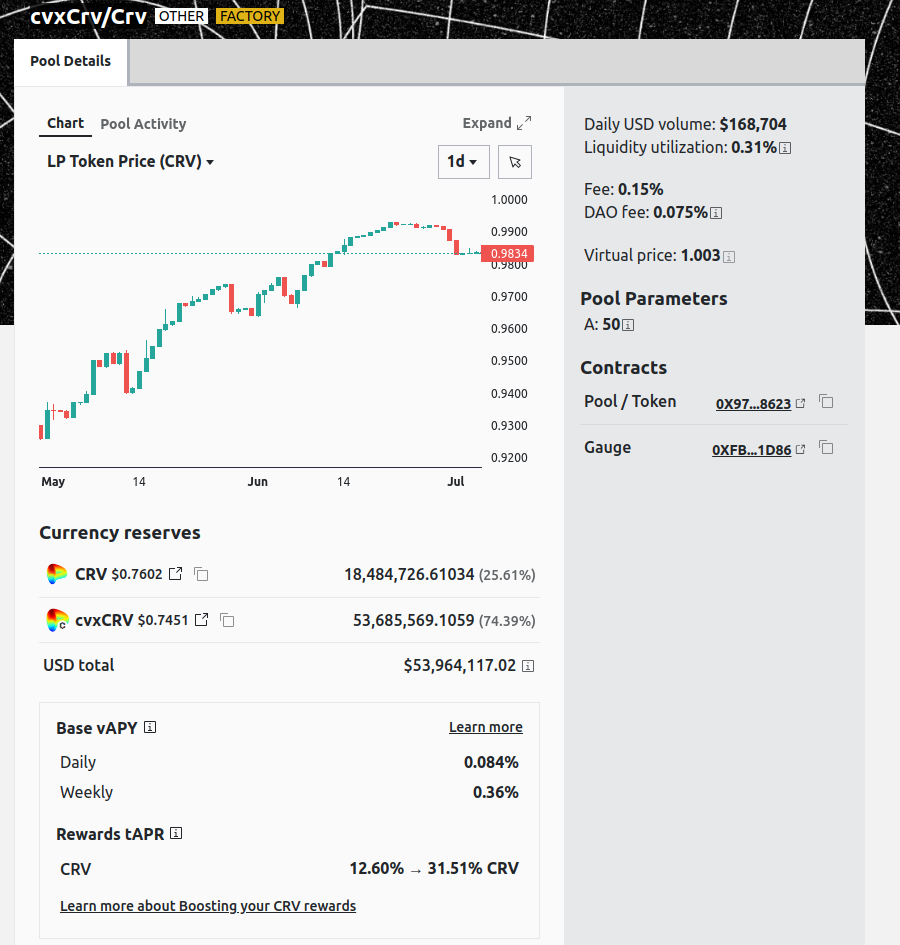 cvxCrv/Crv OTHER FACTORY
Pool Details
Chart Pool Activity Expand
LP Token Price (CRV) 1d
1.0000
0.9900
0.9834
0.9800
0.9700
0.9600
0.9500
0.9400
0.9300
0.9200
May 14 Jun 14 Jul
Currency reserves
CRV $0.7602 18,484,726.61034 (25.61%)
cvxCRV $0.7451 53,685,569.1059 (74.39%)
USD total $53,964,117.02
Base vAPY Learn more
Daily 0.084%
Weekly 0.36%
Rewards tAPR
CRV 12.60% → 31.51% CRV
Learn more about Boosting your CRV rewards
Daily USD volume: $168,704
Liquidity utilization: 0.31%
Fee: 0.15%
DAO fee: 0.075%
Virtual price: 1.003
Pool Parameters
A: 50
Contracts
Pool / Token 0X97...8623
Gauge 0XFB...1D86